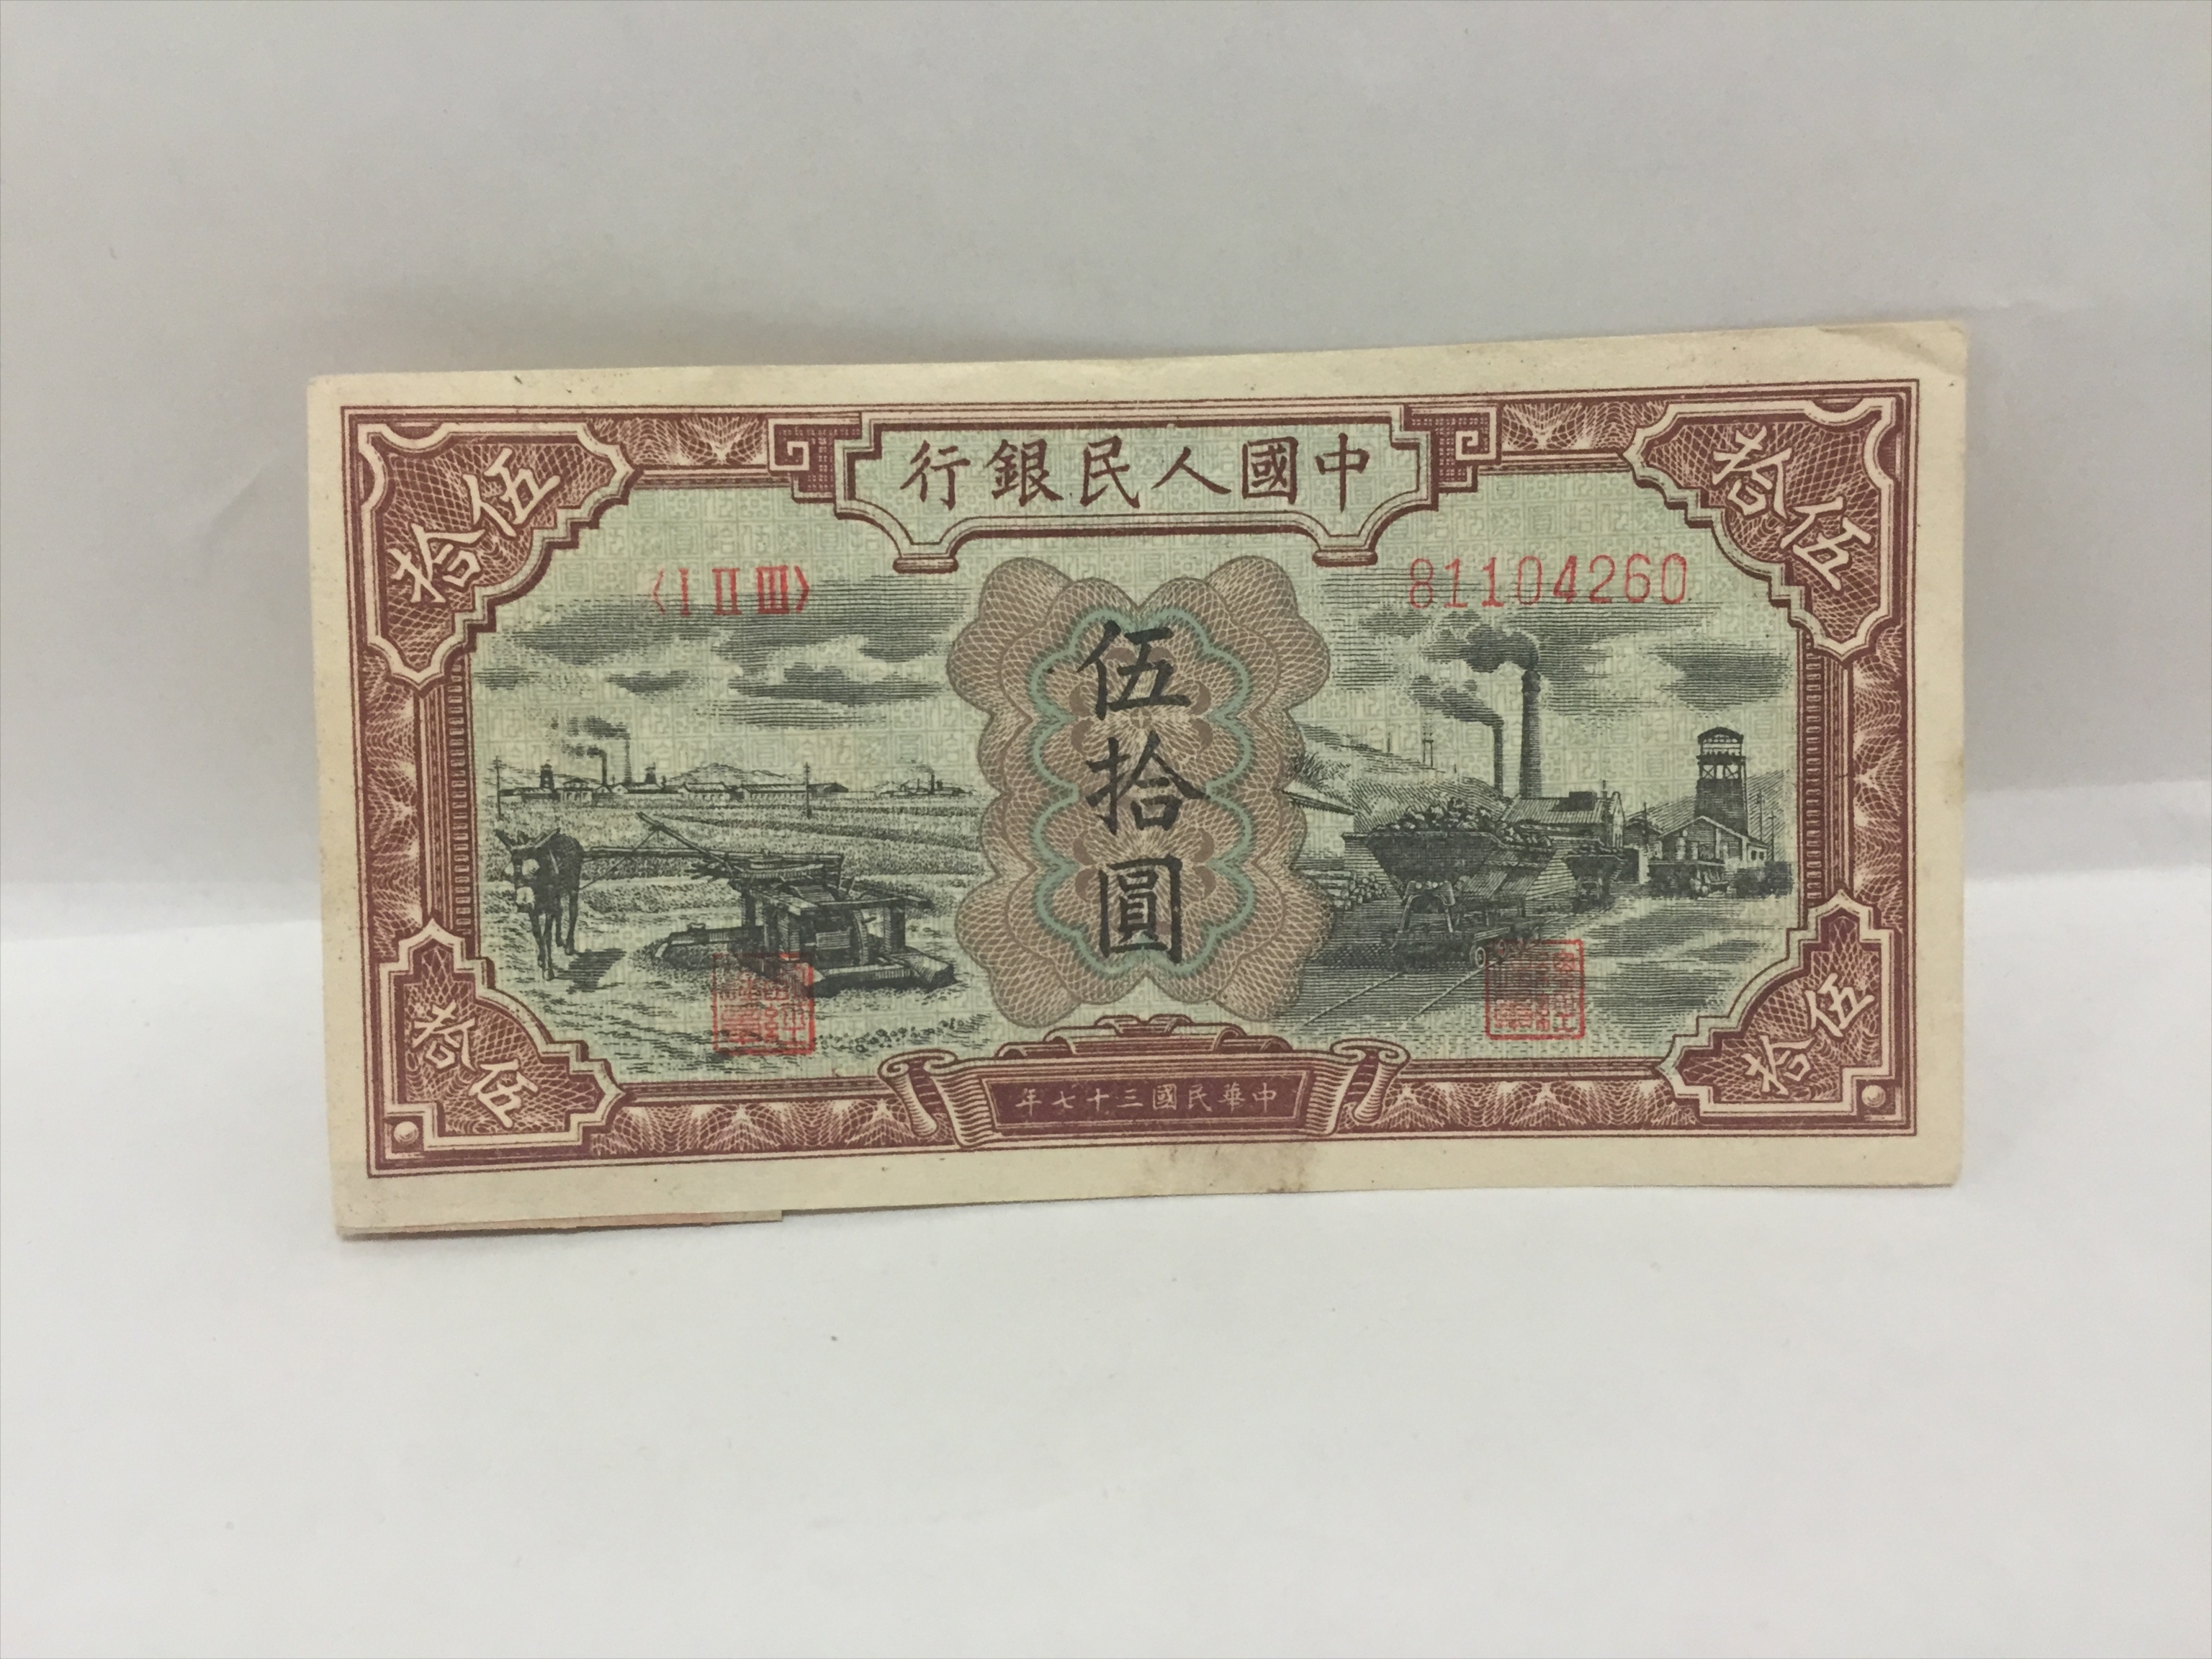 中國人民銀行
伍拾
伍拾
〈I II III〉
81104260
伍拾圓
伍拾
伍拾
中華民國三十七年